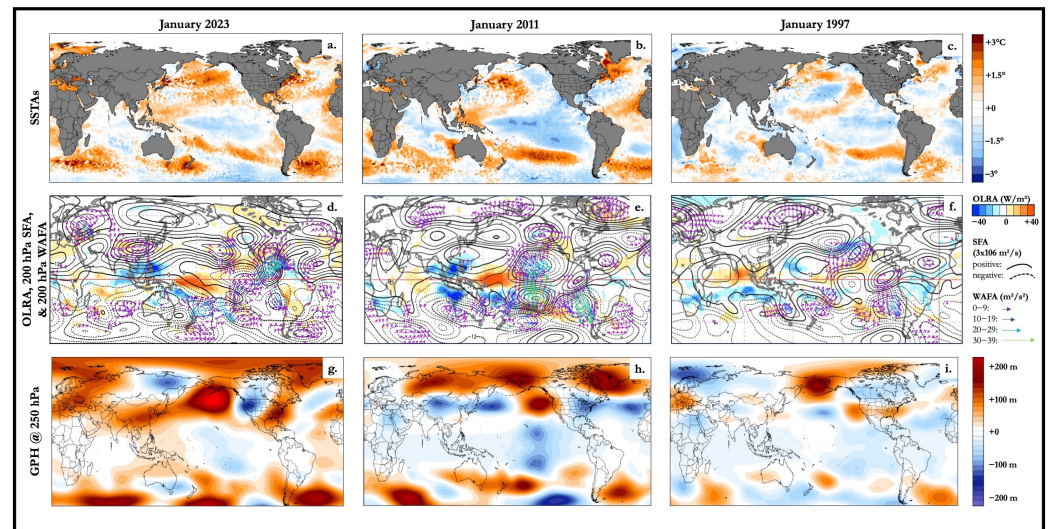 January 2023
January 2011
January 1997
SSTAs
a.
b.
c.
+3°C
+1.5°
+0
−1.5°
−3°
OLRA, 200 hPa SFA,
& 200 hPa WAFA
d.
e.
f.
OLRA (W/m²)
−40 0 +40
SFA
(3x106 m²/s)
positive:
negative:
WAFA (m²/s²)
0−9:
10−19:
20−29:
30−39:
GPH @ 250 hPa
g.
h.
i.
+200 m
+100 m
+0 m
−100 m
−200 m